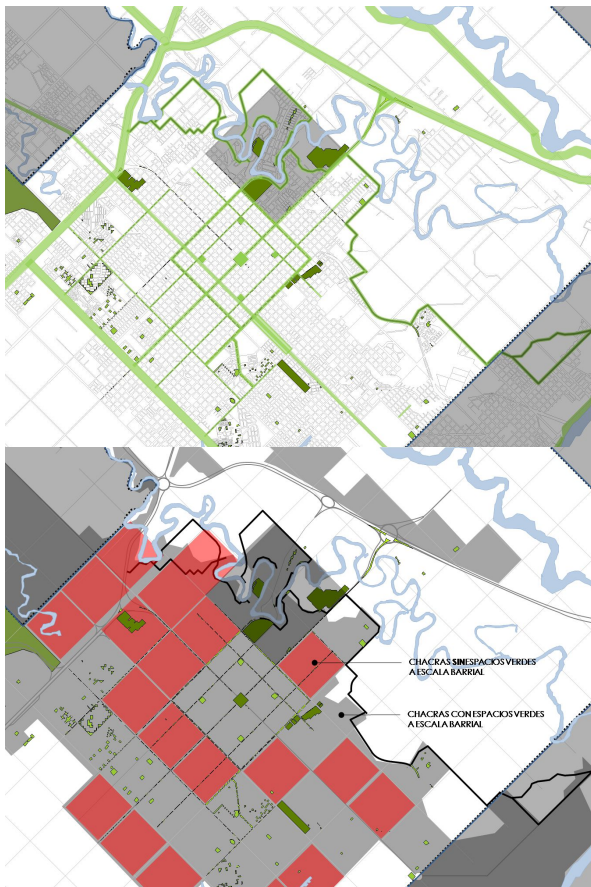 CHACRAS SIN ESPACIOS VERDES
A ESCALA BARRIAL
CHACRAS CON ESPACIOS VERDES
A ESCALA BARRIAL